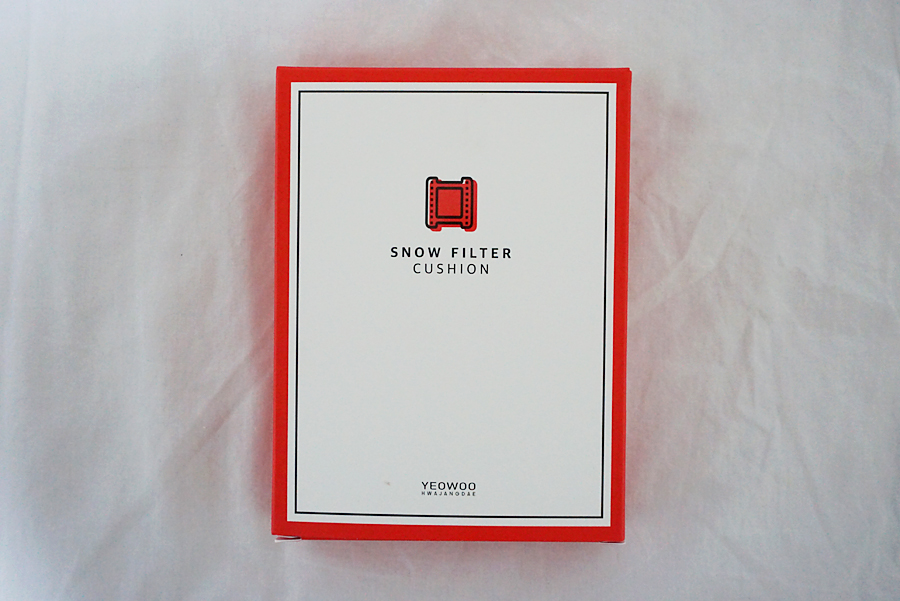 SNOW FILTER
CUSHION
YEOWOO
HWAJANGDAE